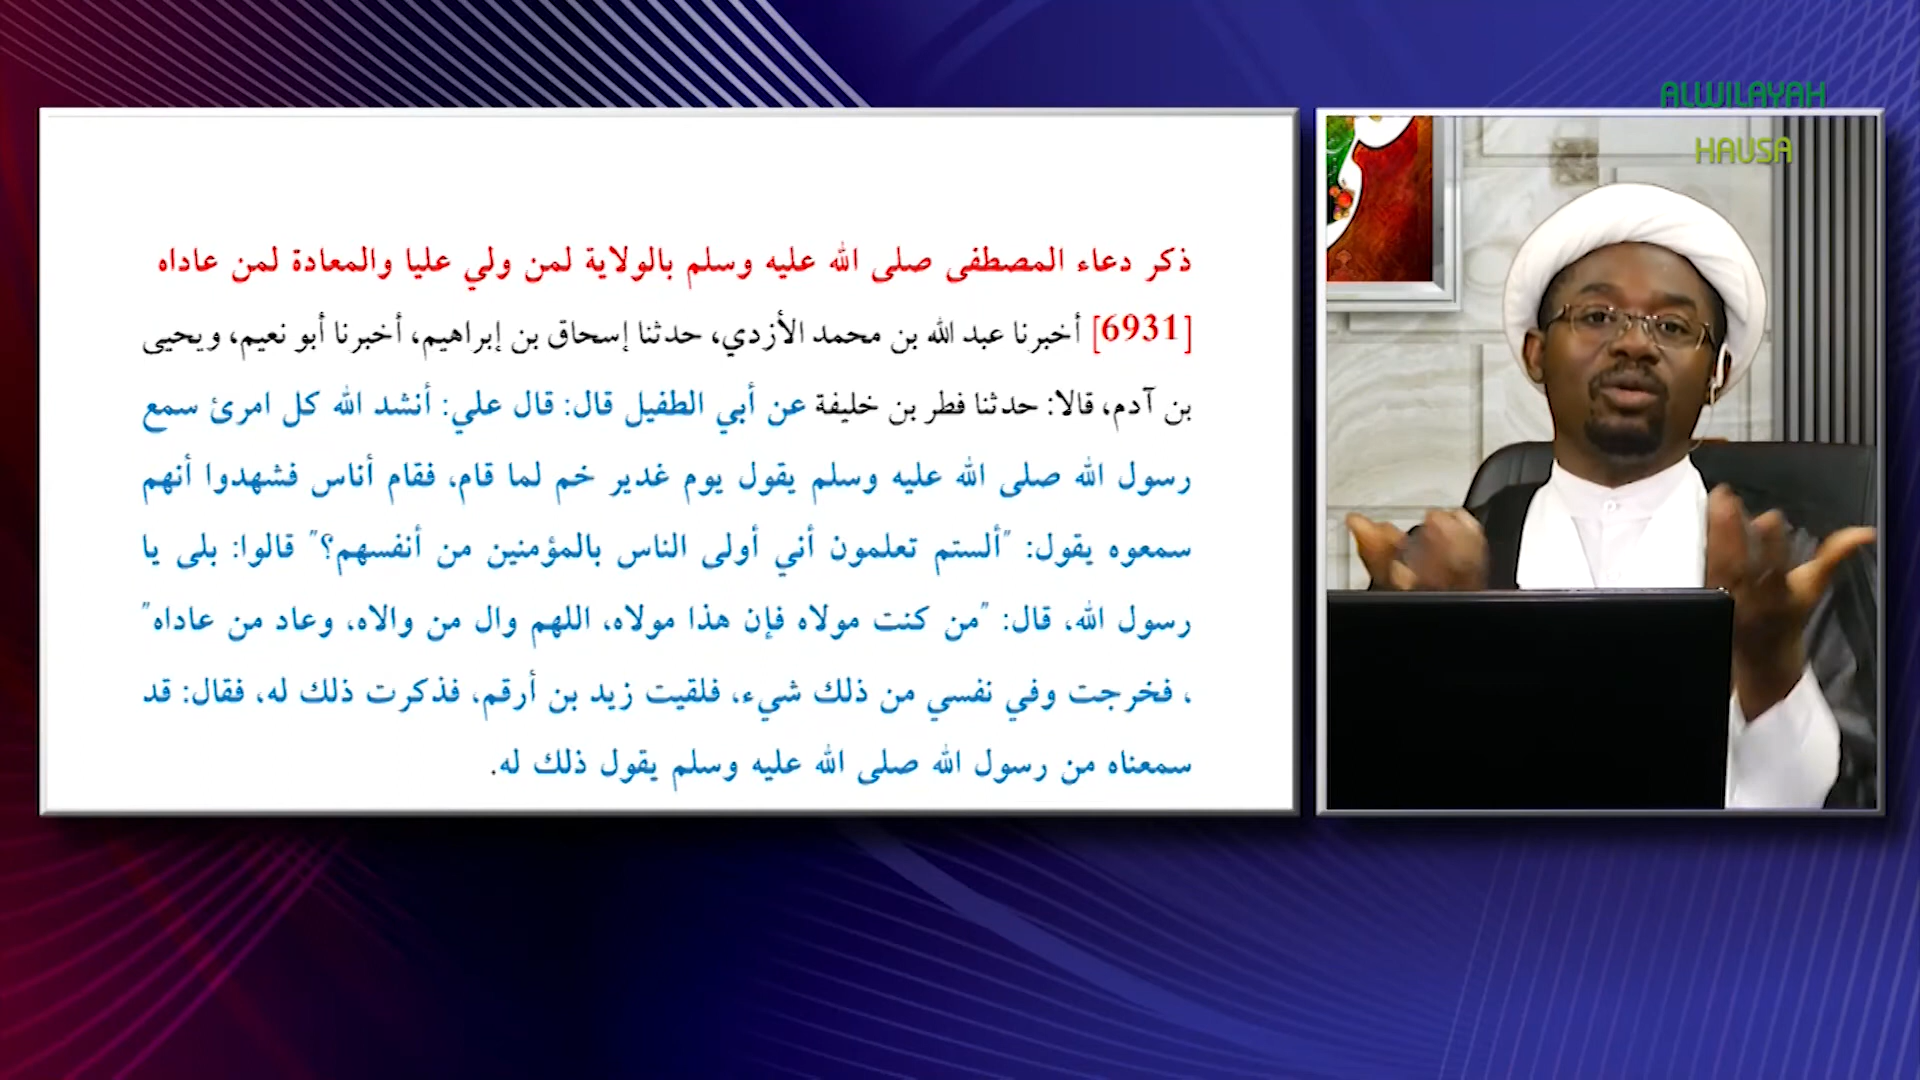 ALWILAYAH
HAUSA
ذكر دعاء المصطفى صلى الله عليه وسلم بالولاية لمن ولي عليا والمعادة لمن عاداه
[6931] أخبرنا عبد الله بن محمد الأزدي، حدثنا إسحاق بن إبراهيم، أخبرنا أبو نعيم، ويحيى
بن آدم، قالا: حدثنا فطر بن خليفة عن أبي الطفيل قال: قال علي: أنشد الله كل امرئ سمع
رسول الله صلى الله عليه وسلم يقول يوم غدير خم لما قام، فقام أناس فشهدوا أنهم
سمعوه يقول: "ألستم تعلمون أني أولى الناس بالمؤمنين من أنفسهم؟" قالوا: بلى يا
رسول الله، قال: "من كنت مولاه فإن هذا مولاه، اللهم وال من والاه، وعاد من عاداه"
، فخرجت وفي نفسي من ذلك شيء، فلقيت زيد بن أرقم، فذكرت ذلك له، فقال: قد
سمعناه من رسول الله صلى الله عليه وسلم يقول ذلك له.